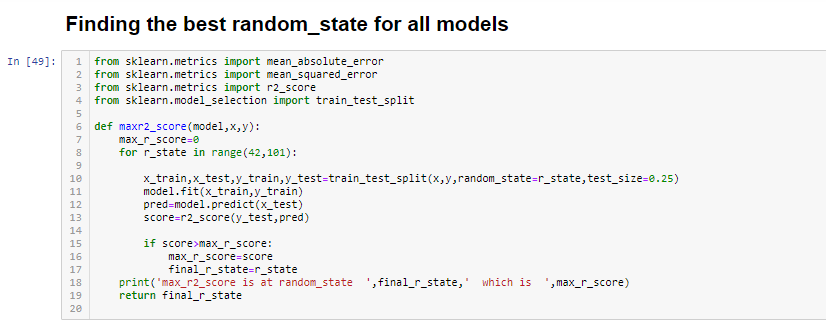 Finding the best random_state for all models
In [49]:
1 from sklearn.metrics import mean_absolute_error
2 from sklearn.metrics import mean_squared_error
3 from sklearn.metrics import r2_score
4 from sklearn.model_selection import train_test_split
5
6 def maxr2_score(model,x,y):
7     max_r_score=0
8     for r_state in range(42,101):
9
10         x_train,x_test,y_train,y_test=train_test_split(x,y,random_state=r_state,test_size=0.25)
11         model.fit(x_train,y_train)
12         pred=model.predict(x_test)
13         score=r2_score(y_test,pred)
14
15         if score>max_r_score:
16             max_r_score=score
17             final_r_state=r_state
18     print('max_r2_score is at random_state  ',final_r_state,'  which is  ',max_r_score)
19     return final_r_state
20